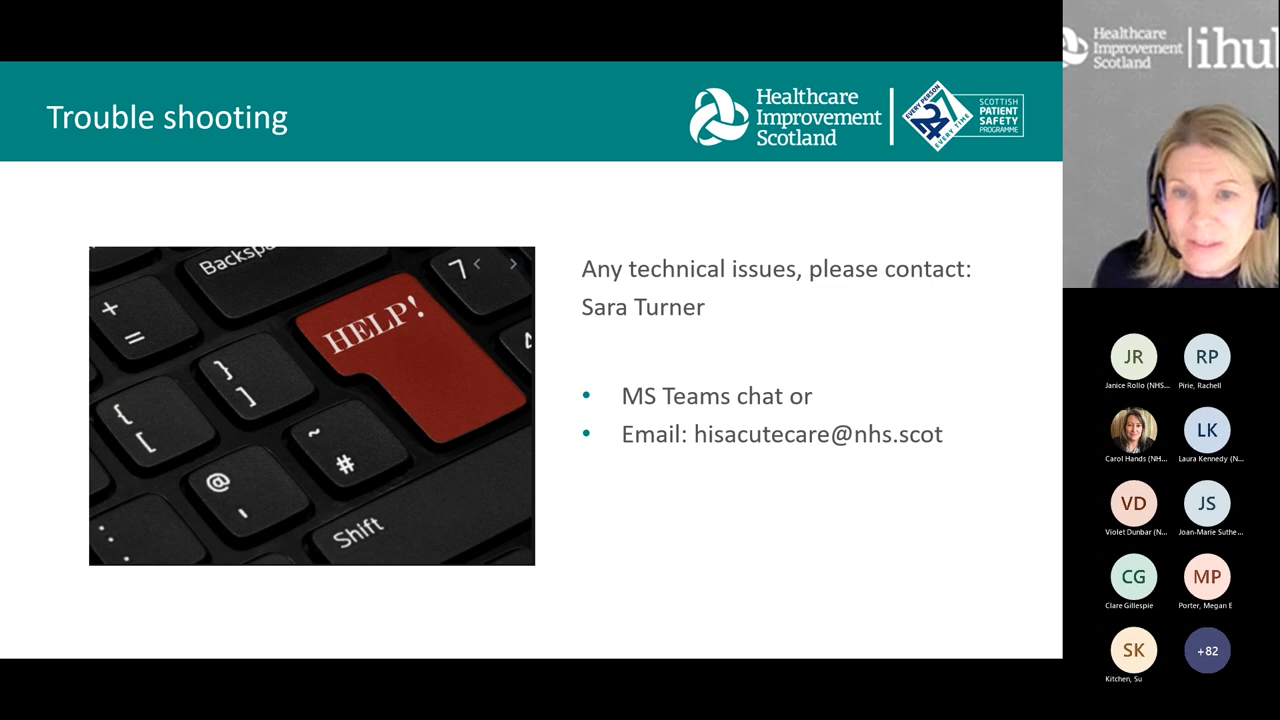 Trouble shooting
Healthcare
Improvement
Scotland
EVERY PERSON
24
7
EVERY TIME
SCOTTISH
PATIENT
SAFETY
PROGRAMME
Any technical issues, please contact:
Sara Turner
• MS Teams chat or
• Email: hisacutecare@nhs.scot
HELP!
+
=
7
<
>
}
]
{
[
~
#
@
'
:
Shift
Healthcare
Improvement
Scotland
ihu
JR
RP
Janice Rollo (NHS...
Pirie, Rachell
LK
Carol Hands (NH...
Laura Kennedy (N...
VD
JS
Violet Dunbar (N...
Joan-Marie Suthe...
CG
MP
Clare Gillespie
Porter, Megan E
SK
+82
Kitchen, Su